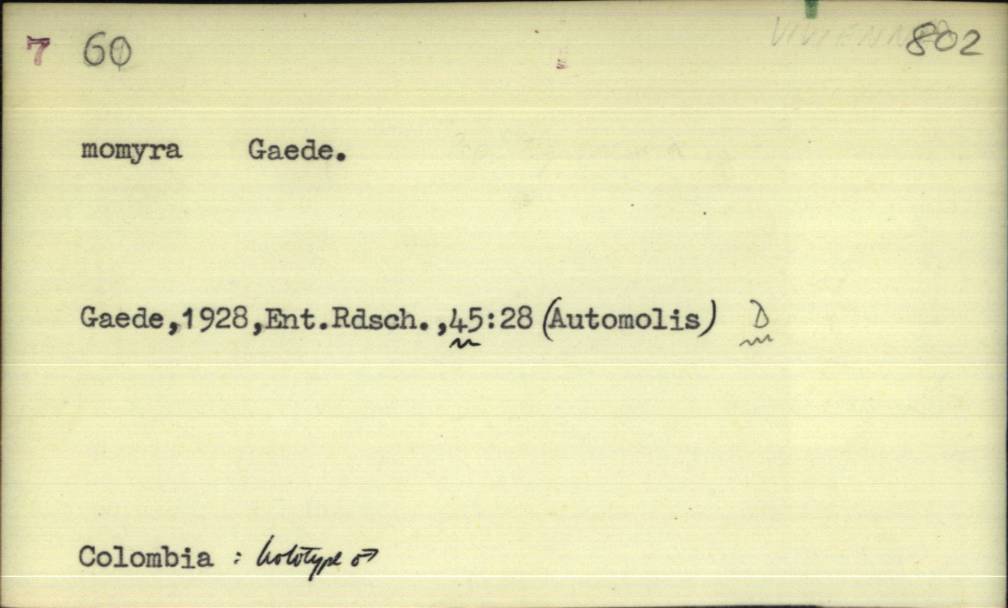 7 60 802
momyra Gaede.
Gaede,1928,Ent.Rdsch.,45:28 (Automolis) D
Colombia : holotype ♂